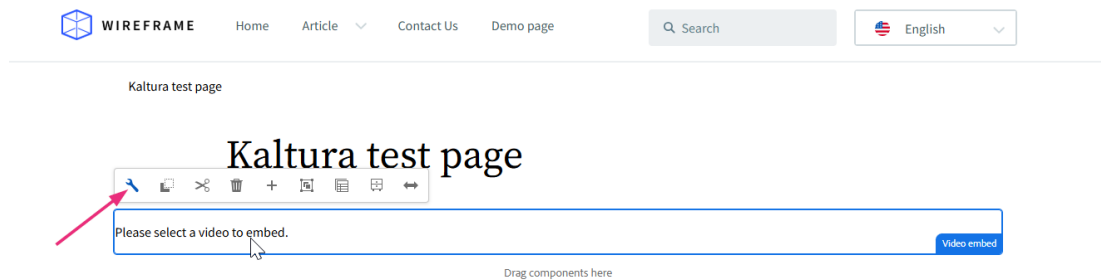 WIREFRAME Home Article Contact Us Demo page Search English
Kaltura test page
Kaltura test page
Please select a video to embed.
Video embed
Drag components here